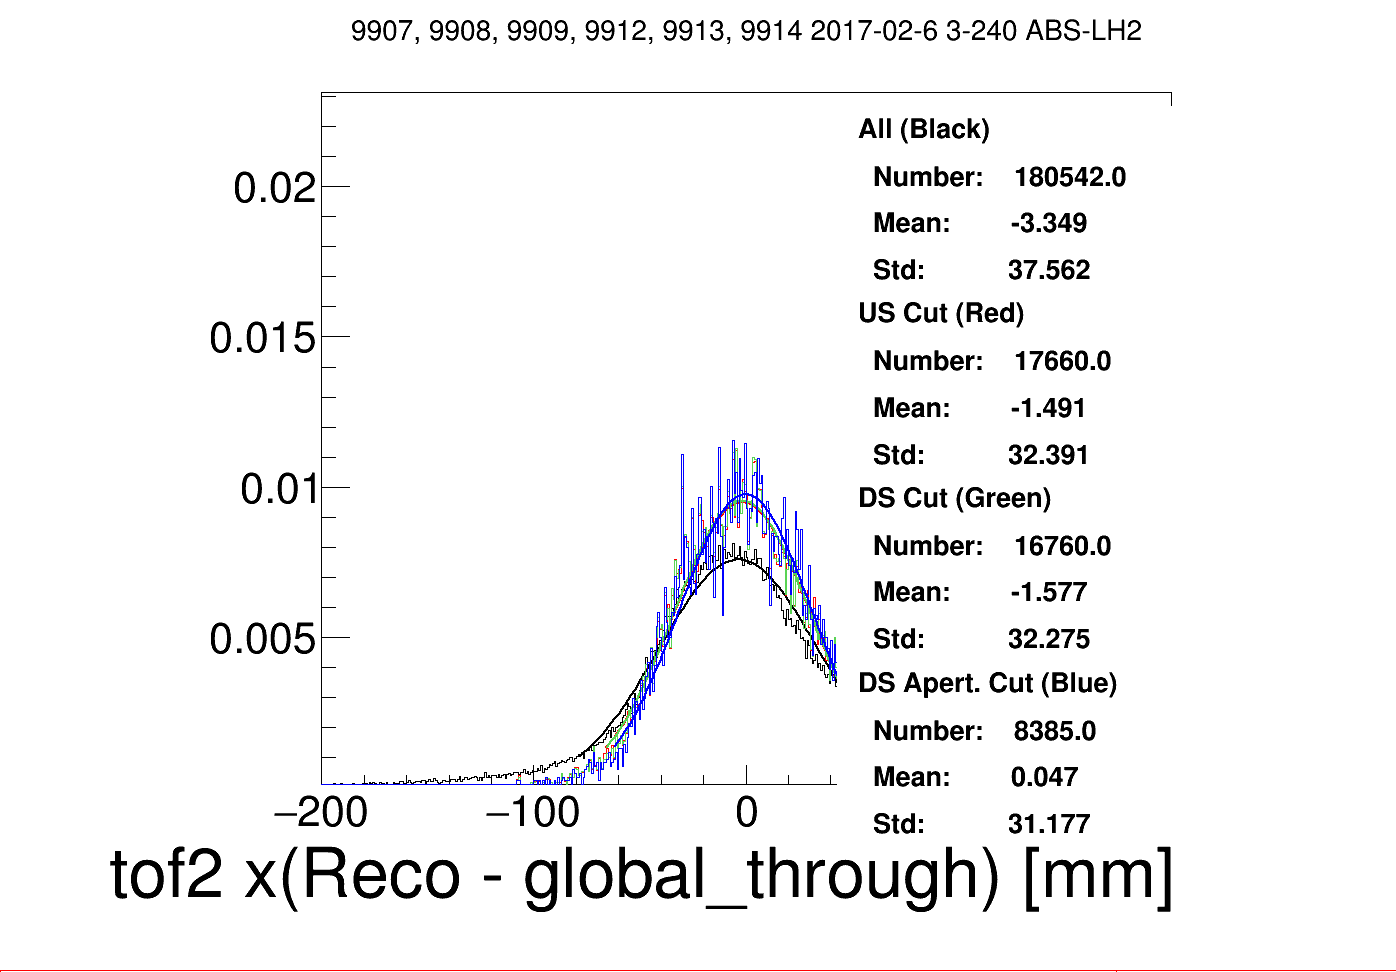 9907, 9908, 9909, 9912, 9913, 9914 2017-02-6 3-240 ABS-LH2
All (Black)
Number: 180542.0
Mean: -3.349
Std: 37.562
US Cut (Red)
Number: 17660.0
Mean: -1.491
Std: 32.391
DS Cut (Green)
Number: 16760.0
Mean: -1.577
Std: 32.275
DS Apert. Cut (Blue)
Number: 8385.0
Mean: 0.047
Std: 31.177
0.02
0.015
0.01
0.005
−200 −100 0
tof2 x(Reco - global_through) [mm]